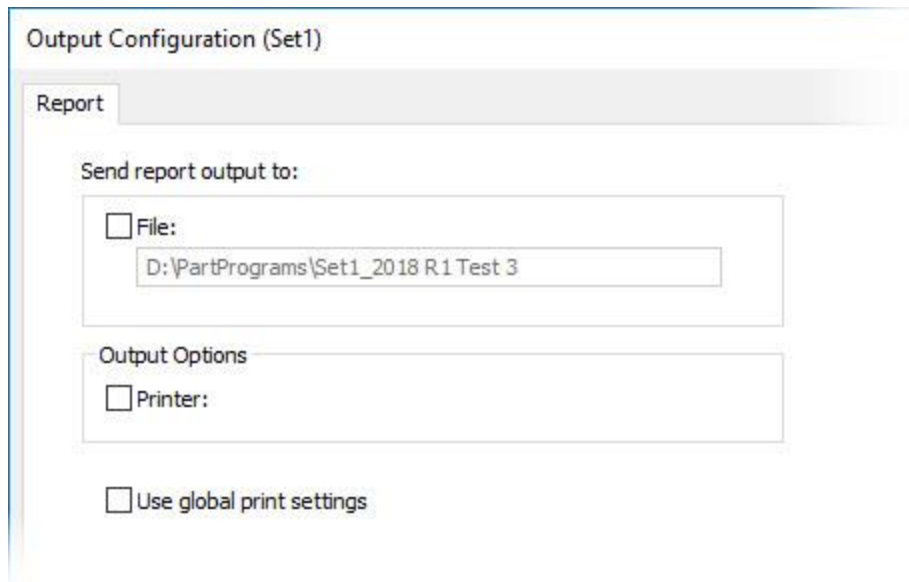 Output Configuration (Set1)
Report
Send report output to:
File:
D:\PartPrograms\Set1_2018 R1 Test 3
Output Options
Printer:
Use global print settings